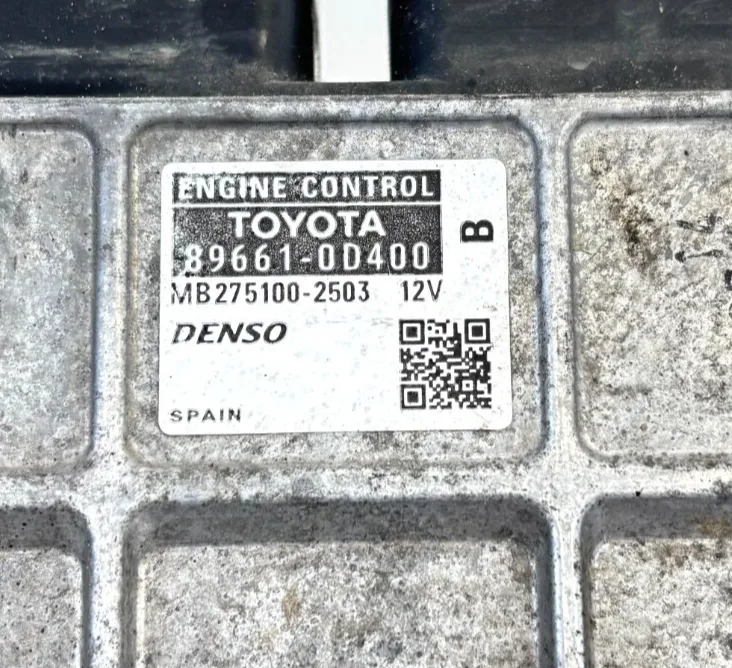 ENGINE CONTROL
TOYOTA
89661-0D400
B
MB275100-2503 12V
DENSO
SPAIN